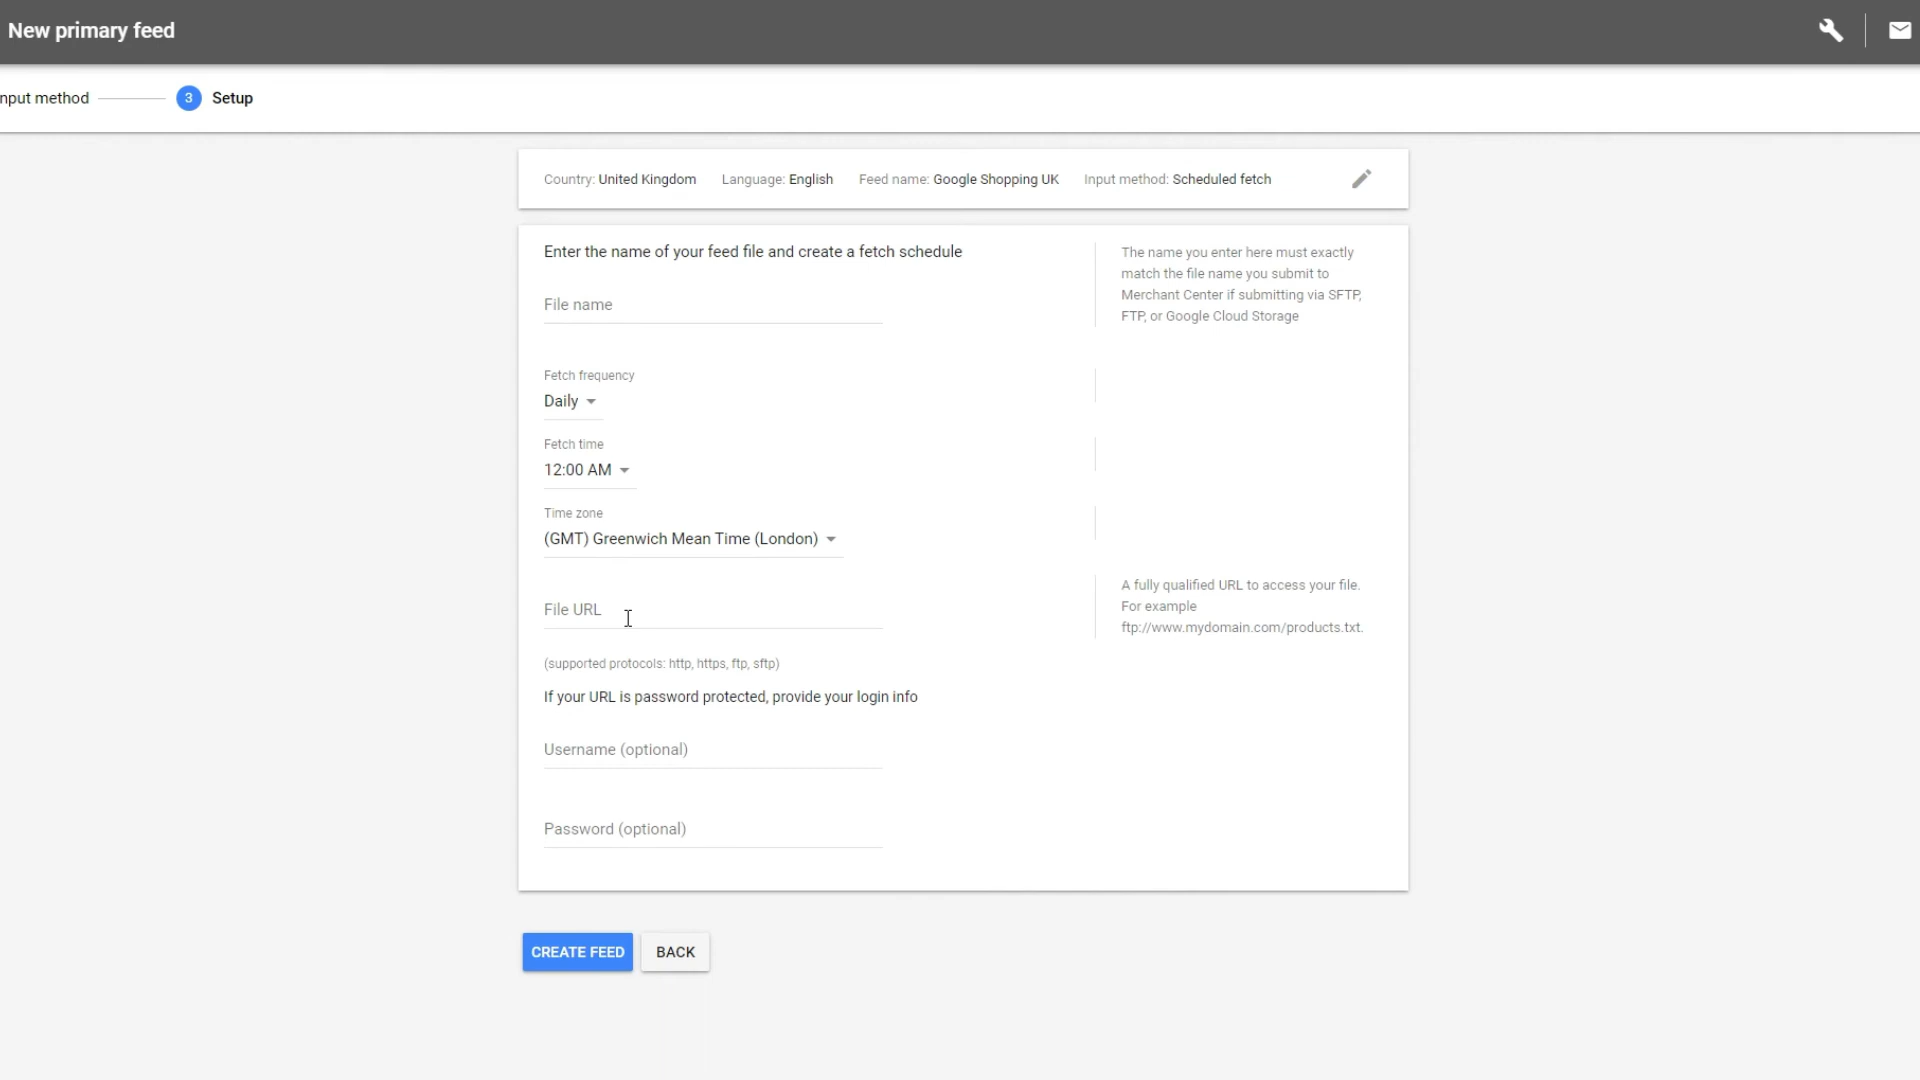 New primary feed
nput method
3 Setup
Country: United Kingdom Language: English Feed name: Google Shopping UK Input method: Scheduled fetch
Enter the name of your feed file and create a fetch schedule
The name you enter here must exactly
match the file name you submit to
Merchant Center if submitting via SFTP,
FTP, or Google Cloud Storage
File name
Fetch frequency
Daily
Fetch time
12:00 AM
Time zone
(GMT) Greenwich Mean Time (London)
File URL
A fully qualified URL to access your file.
For example
ftp://www.mydomain.com/products.txt.
(supported protocols: http, https, ftp, sftp)
If your URL is password protected, provide your login info
Username (optional)
Password (optional)
CREATE FEED
BACK